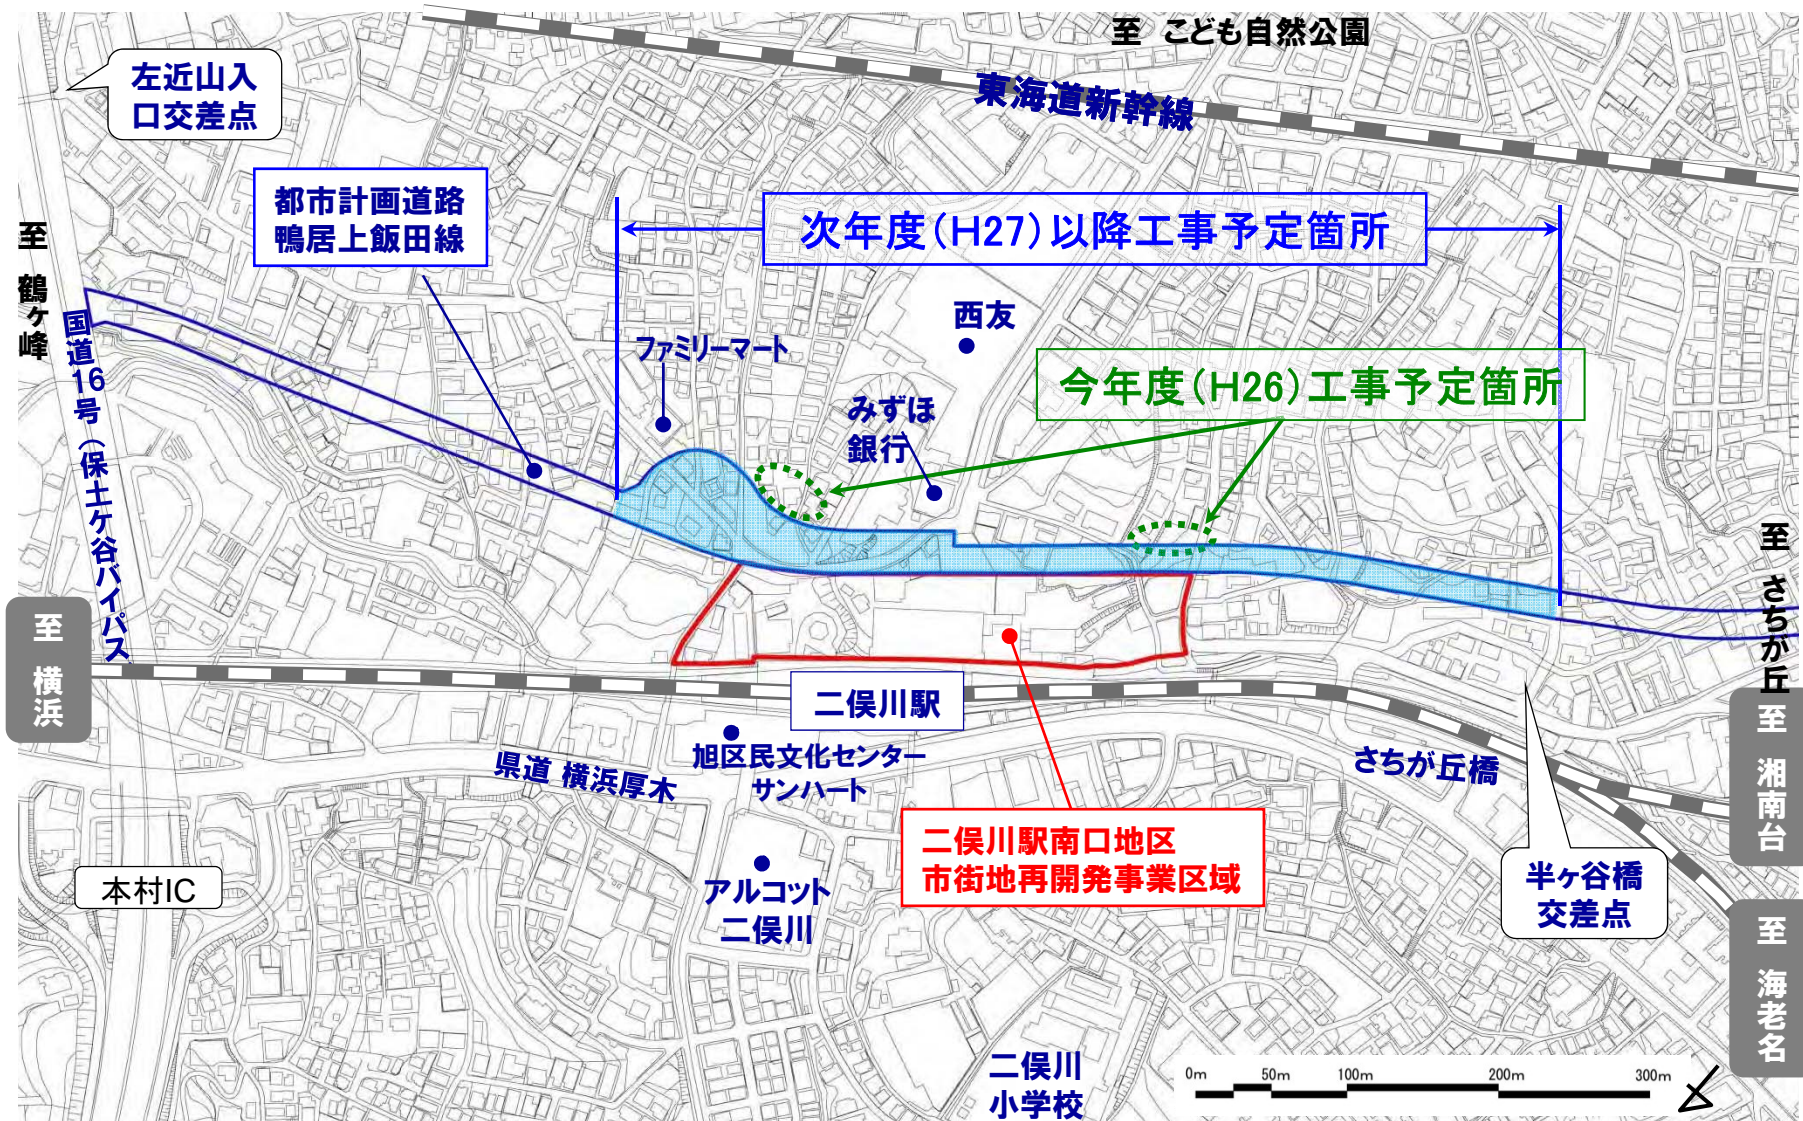 至 こども自然公園
東海道新幹線
左近山入
口交差点
都市計画道路
鴨居上飯田線
次年度(H27)以降工事予定箇所
至 鶴ヶ峰
国道16号(保土ケ谷バイパス
西友
ファミリーマート
今年度(H26)工事予定箇所
みずほ
銀行
至 さちが丘
至 横浜
二俣川駅
旭区民文化センター
サンハート
県道 横浜厚木
さちが丘橋
至 湘南台
二俣川駅南口地区
市街地再開発事業区域
本村IC
アルコット
二俣川
半ヶ谷橋
交差点
至 海老名
二俣川
小学校
0m 50m 100m 200m 300m